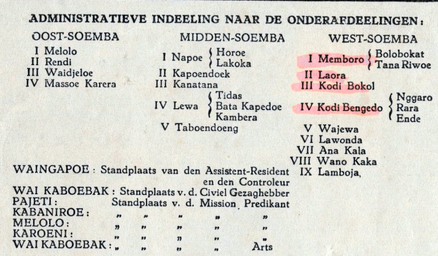 ADMINISTRATIEVE INDEELING NAAR DE ONDERAFDEELINGEN:
OOST-SOEMBA
I Melolo
II Rendi
III Waidjeloe
IV Massoe Karera
MIDDEN-SOEMBA
I Napoe { Horoe
Lakoka
II Kapoendoek
III Kanatana
IV Lewa { Tidas
Bata Kapedoe
Kambera
V Taboendoeng
WEST-SOEMBA
I Memboro { Bolobokat
Tana Riwoe
II Laora
III Kodi Bokol
IV Kodi Bengedo { Nggaro
Rara
Ende
V Wajewa
VI Lawonda
VII Ana Kala
VIII Wano Kaka
IX Lamboja,
WAINGAPOE: Standplaats van den Assistent-Resident
en den Controleur
WAI KABOEBAK: Standplaats v. d. Civiel Gezaghebber
PAJETI: Standplaats v. d. Mission, Predikant
KABANIROE: „ „ „ „ „
MELOLO: „ „ „ „ „
KAROENI: „ „ „ „ „
WAI KABOEBAK: „ „ „ „ Arts